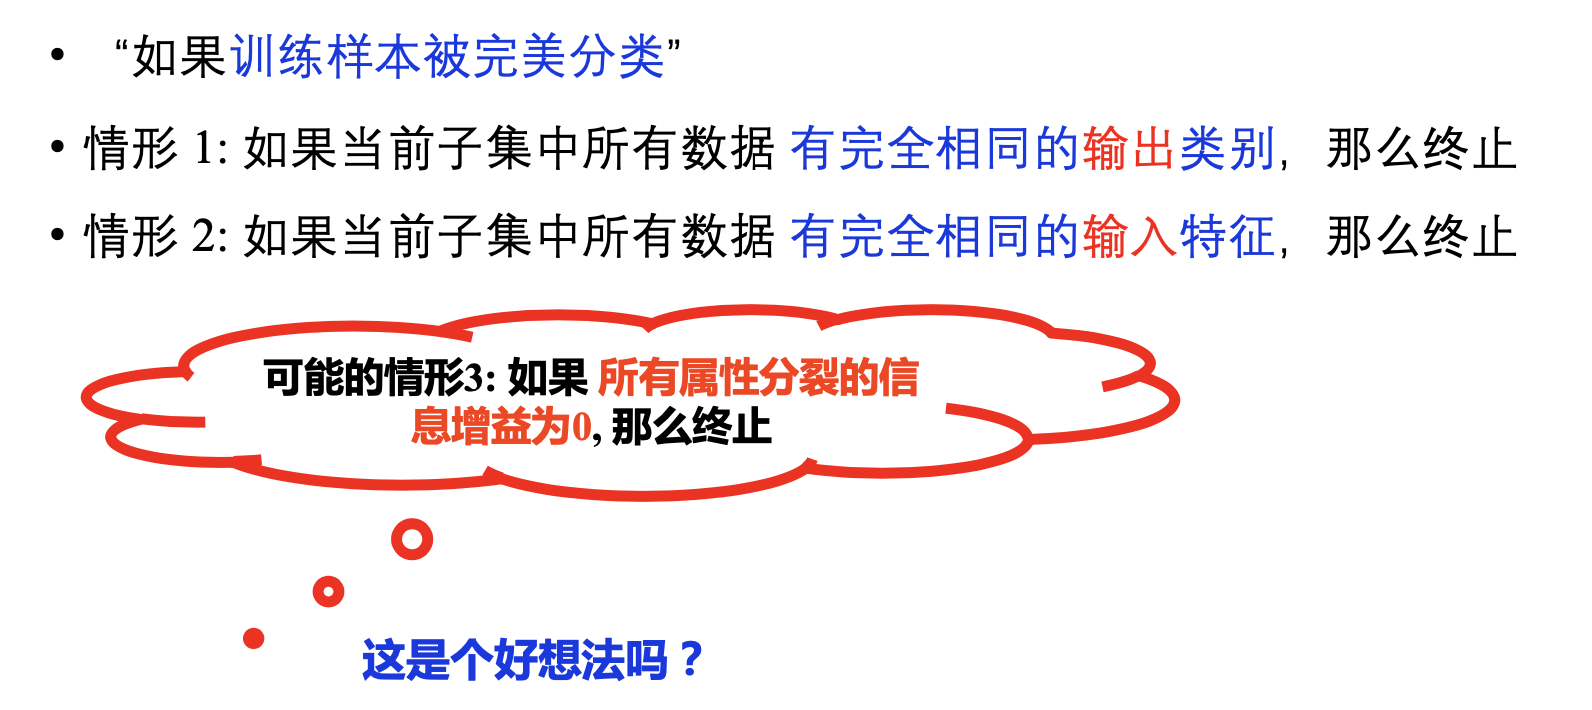 • “如果训练样本被完美分类”
• 情形 1: 如果当前子集中所有数据 有完全相同的输出类别, 那么终止
• 情形 2: 如果当前子集中所有数据 有完全相同的输入特征, 那么终止
可能的情形3: 如果 所有属性分裂的信
息增益为0, 那么终止
这是个好想法吗？